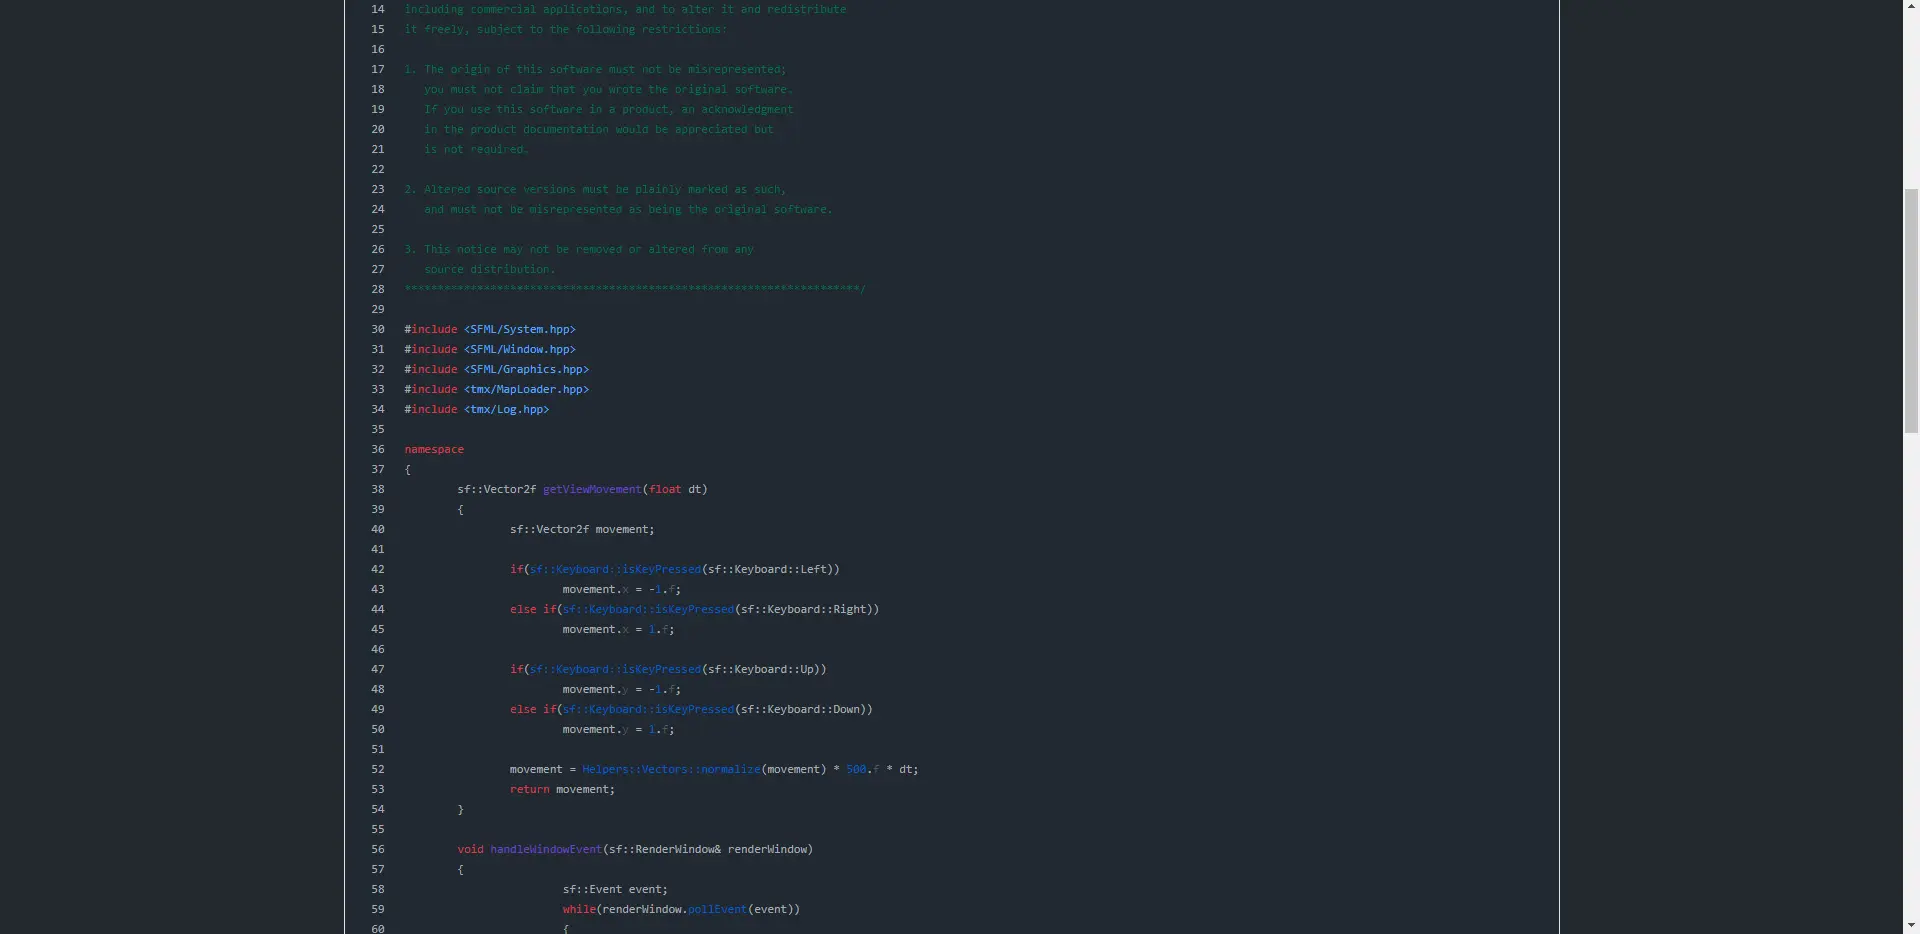 14 including commercial applications, and to alter it and redistribute
15 it freely, subject to the following restrictions:
16
17 1. The origin of this software must not be misrepresented;
18 you must not claim that you wrote the original software.
19 If you use this software in a product, an acknowledgment
20 in the product documentation would be appreciated but
21 is not required.
22
23 2. Altered source versions must be plainly marked as such,
24 and must not be misrepresented as being the original software.
25
26 3. This notice may not be removed or altered from any
27 source distribution.
28 *********************************************************************/
29
30 #include <SFML/System.hpp>
31 #include <SFML/Window.hpp>
32 #include <SFML/Graphics.hpp>
33 #include <tmx/MapLoader.hpp>
34 #include <tmx/Log.hpp>
35
36 namespace
37 {
38 sf::Vector2f getViewMovement(float dt)
39 {
40 sf::Vector2f movement;
41
42 if(sf::Keyboard::isKeyPressed(sf::Keyboard::Left))
43 movement.x = -1.f;
44 else if(sf::Keyboard::isKeyPressed(sf::Keyboard::Right))
45 movement.x = 1.f;
46
47 if(sf::Keyboard::isKeyPressed(sf::Keyboard::Up))
48 movement.y = -1.f;
49 else if(sf::Keyboard::isKeyPressed(sf::Keyboard::Down))
50 movement.y = 1.f;
51
52 movement = Helpers::Vectors::normalize(movement) * 500.f * dt;
53 return movement;
54 }
55
56 void handleWindowEvent(sf::RenderWindow& renderWindow)
57 {
58 sf::Event event;
59 while(renderWindow.pollEvent(event))
60 {